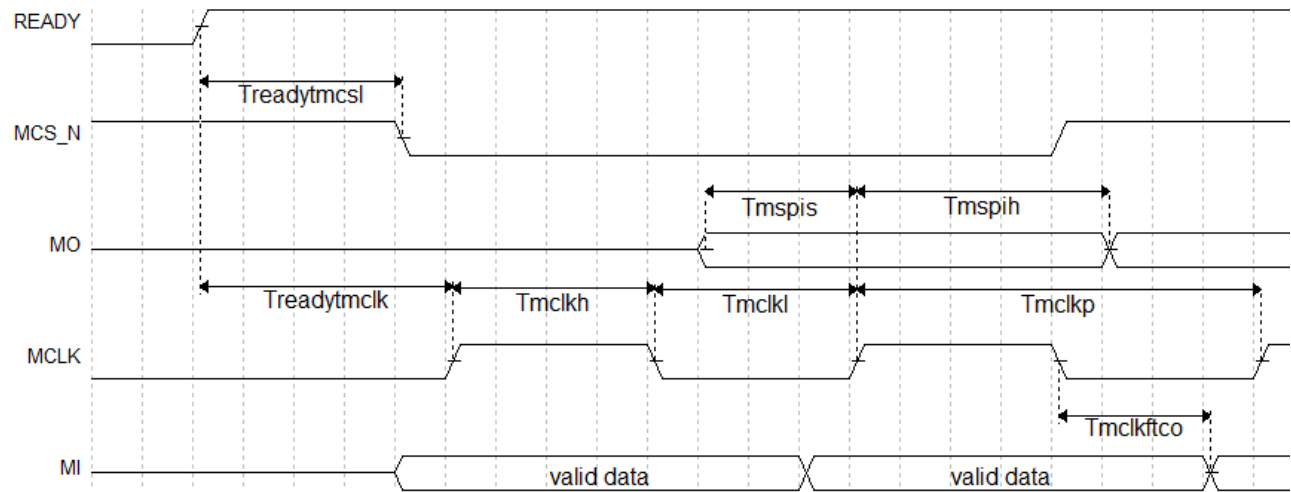 READY
Treadytmcsl
MCS_N
Tmspis
Tmspih
MO
Treadytmclk
Tmclkh
Tmclkl
Tmclkp
MCLK
Tmclkftco
MI
valid data
valid data